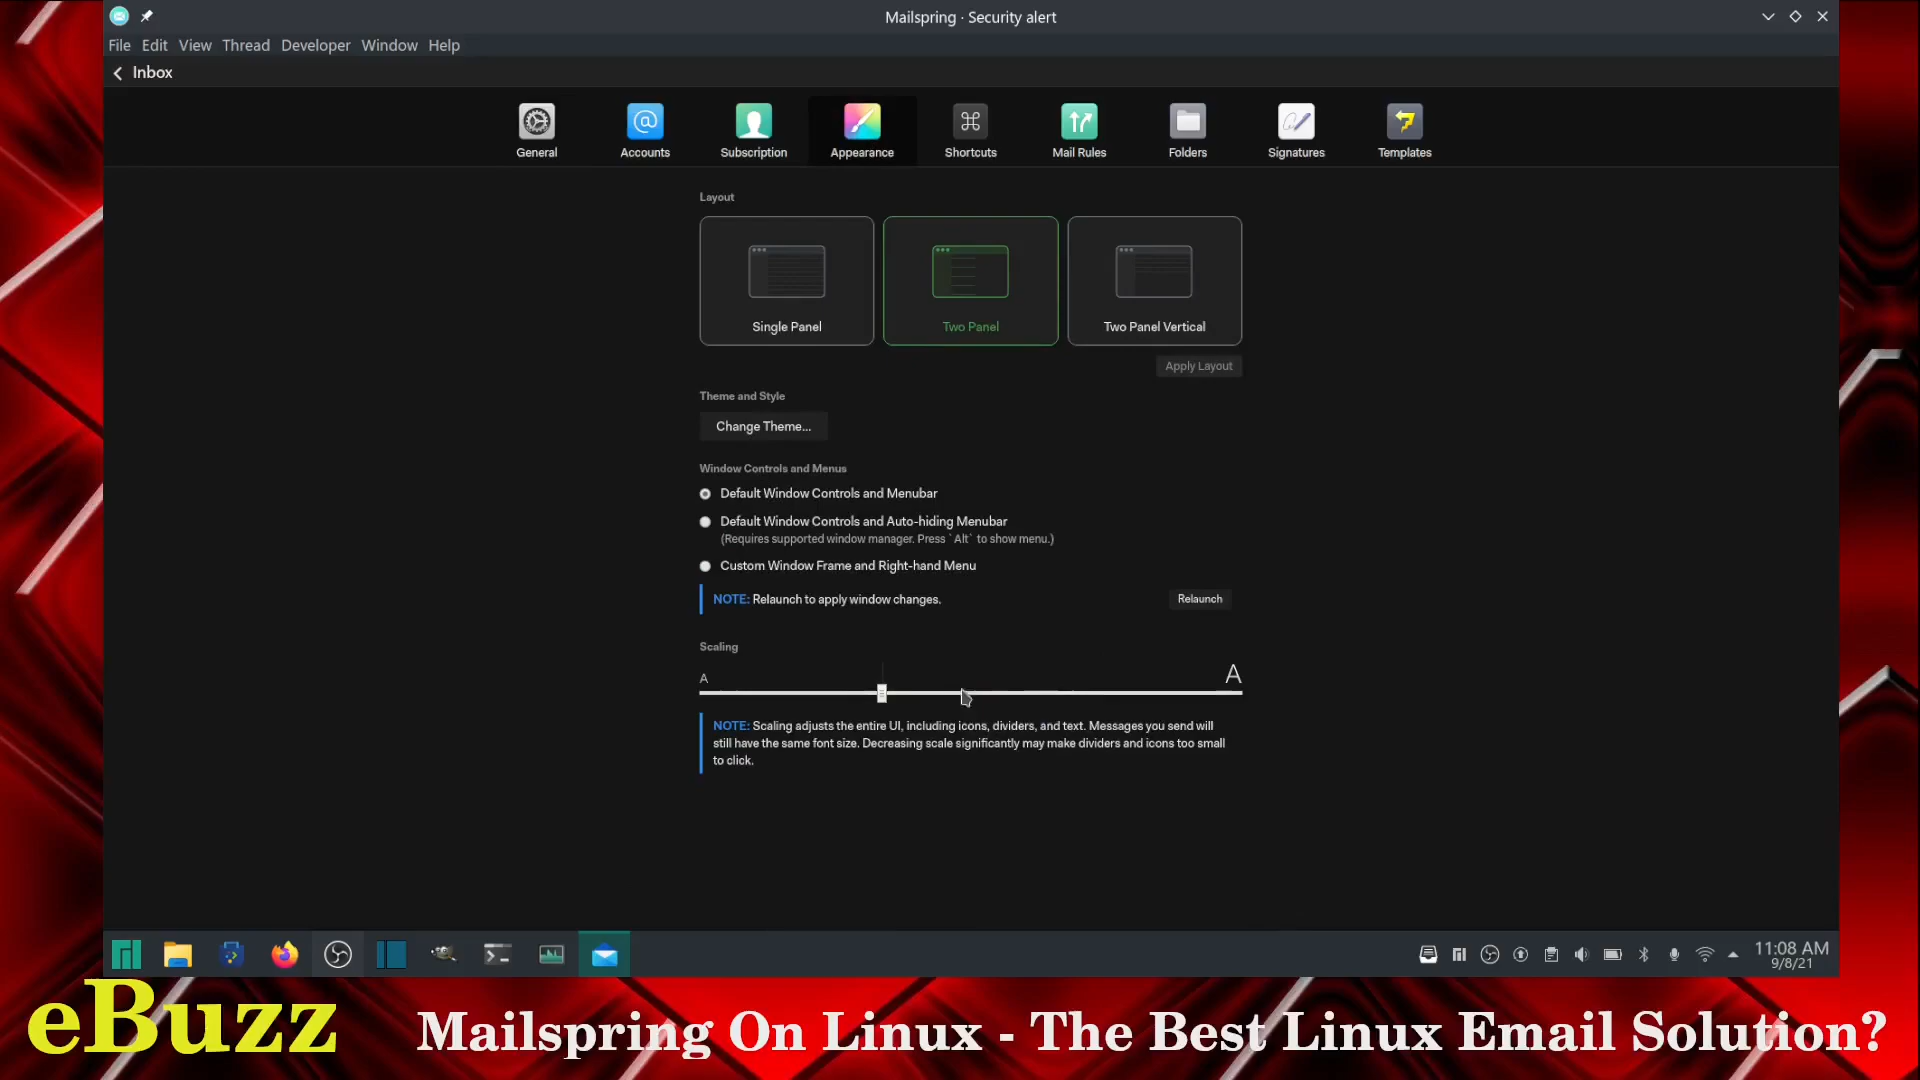 Mailspring · Security alert
File Edit View Thread Developer Window Help
Inbox
General Accounts Subscription Appearance Shortcuts Mail Rules Folders Signatures Templates
Layout
Single Panel Two Panel Two Panel Vertical
Apply Layout
Theme and Style
Change Theme...
Window Controls and Menus
Default Window Controls and Menubar
Default Window Controls and Auto-hiding Menubar
(Requires supported window manager. Press `Alt` to show menu.)
Custom Window Frame and Right-hand Menu
NOTE: Relaunch to apply window changes. Relaunch
Scaling
A A
NOTE: Scaling adjusts the entire UI, including icons, dividers, and text. Messages you send will
still have the same font size. Decreasing scale significantly may make dividers and icons too small
to click.
11:08 AM
9/8/21
eBuzz Mailspring On Linux - The Best Linux Email Solution?